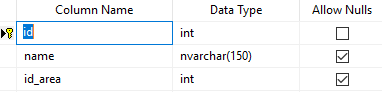 Column Name Data Type Allow Nulls
id int
name nvarchar(150)
id_area int